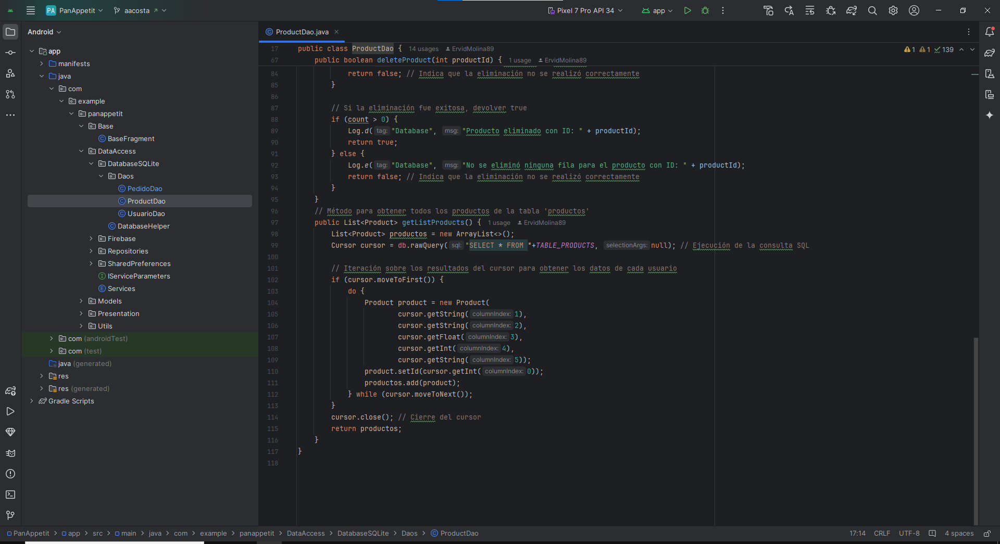 PA PanAppetit aacosta Pixel 7 Pro API 34 app
Android
app
manifests
java
com
example
panappetit
Base
BaseFragment
DataAccess
DatabaseSQLite
Daos
PedidoDao
ProductDao
UsuarioDao
DatabaseHelper
Firebase
Repositories
SharedPreferences
IServiceParameters
Services
Models
Presentation
Utils
com (androidTest)
com (test)
java (generated)
res
res (generated)
Gradle Scripts
ProductDao.java
1 1 139
17 public class ProductDao { 14 usages ErvidMolina89
67 public boolean deleteProduct(int productId) { 1 usage ErvidMolina89
84 return false; // Indica que la eliminación no se realizó correctamente
85 }
86
87 // Si la eliminación fue exitosa, devolver true
88 if (count > 0) {
89 Log.d( tag: "Database", msg: "Producto eliminado con ID: " + productId);
90 return true;
91 } else {
92 Log.e( tag: "Database", msg: "No se eliminó ninguna fila para el producto con ID: " + productId);
93 return false; // Indica que la eliminación no se realizó correctamente
94 }
95 }
96 // Método para obtener todos los productos de la tabla 'productos'
97 public List<Product> getListProducts() { 1 usage ErvidMolina89
98 List<Product> productos = new ArrayList<>();
99 Cursor cursor = db.rawQuery( sql: "SELECT * FROM "+TABLE_PRODUCTS, selectionArgs: null); // Ejecución de la consulta SQL
100
101 // Iteración sobre los resultados del cursor para obtener los datos de cada usuario
102 if (cursor.moveToFirst()) {
103 do {
104 Product product = new Product(
105 cursor.getString( columnIndex: 1),
106 cursor.getString( columnIndex: 2),
107 cursor.getFloat( columnIndex: 3),
108 cursor.getInt( columnIndex: 4),
109 cursor.getString( columnIndex: 5));
110 product.setId(cursor.getInt( columnIndex: 0));
111 productos.add(product);
112 } while (cursor.moveToNext());
113 }
114 cursor.close(); // Cierre del cursor
115 return productos;
116 }
117 }
118
PanAppetit > app > src > main > java > com > example > panappetit > DataAccess > DatabaseSQLite > Daos > ProductDao 17:14 CRLF UTF-8 4 spaces